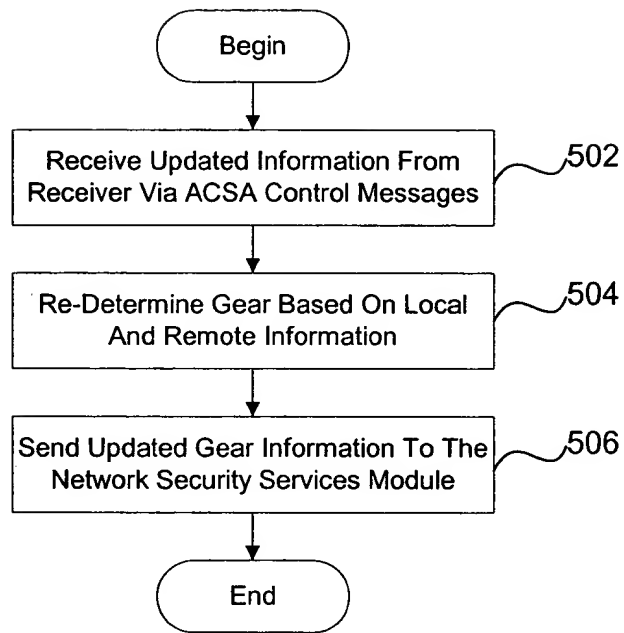 Begin
Receive Updated Information From
Receiver Via ACSA Control Messages
502
Re-Determine Gear Based On Local
And Remote Information
504
Send Updated Gear Information To The
Network Security Services Module
506
End